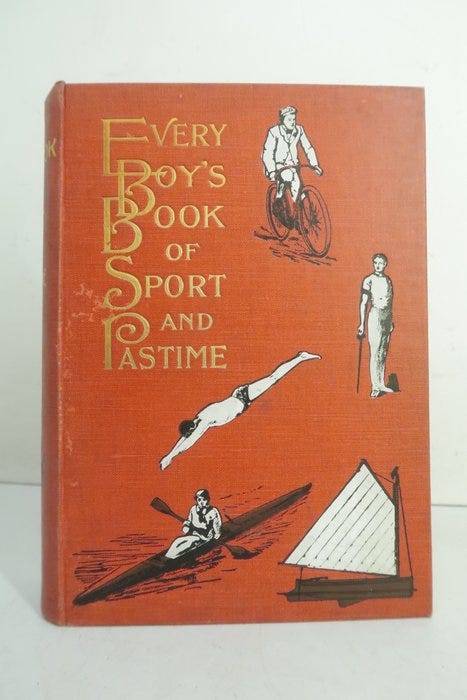 EVERY
BOY'S
BOOK
OF
SPORT
AND
PASTIME